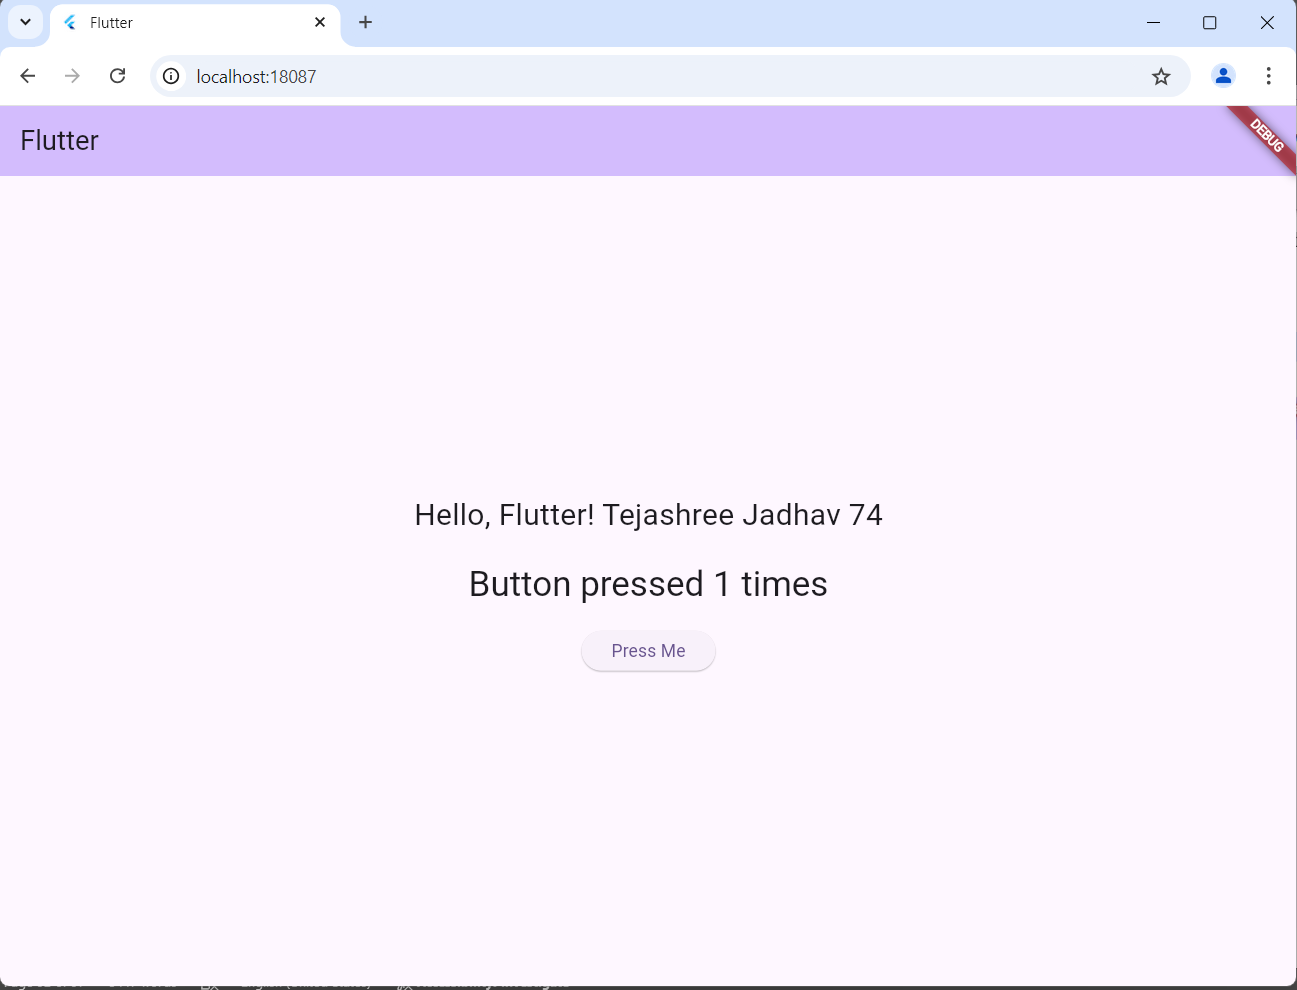 Flutter
localhost:18087
Flutter
DEBUG
Hello, Flutter! Tejashree Jadhav 74
Button pressed 1 times
Press Me